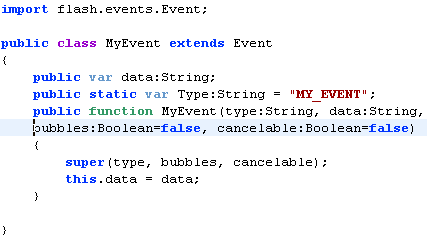 import flash.events.Event;
public class MyEvent extends Event
{
public var data:String;
public static var Type:String = "MY_EVENT";
public function MyEvent(type:String, data:String,
bubbles:Boolean=false, cancelable:Boolean=false)
{
super(type, bubbles, cancelable);
this.data = data;
}
}